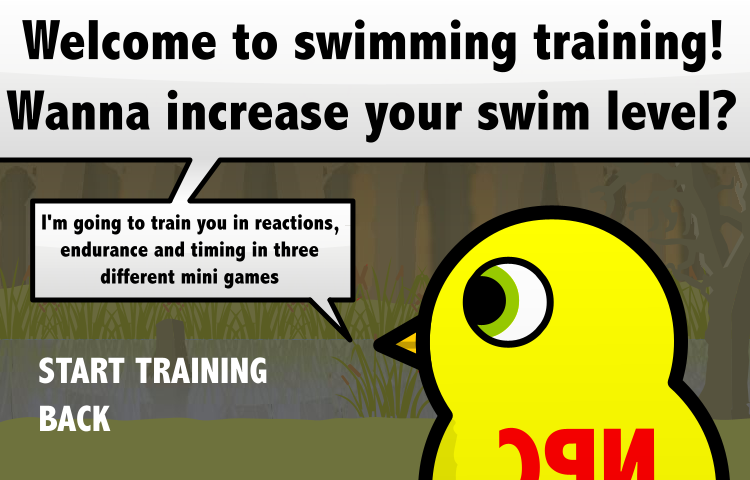 Welcome to swimming training!
Wanna increase your swim level?
I'm going to train you in reactions,
endurance and timing in three
different mini games
START TRAINING
BACK
NPC